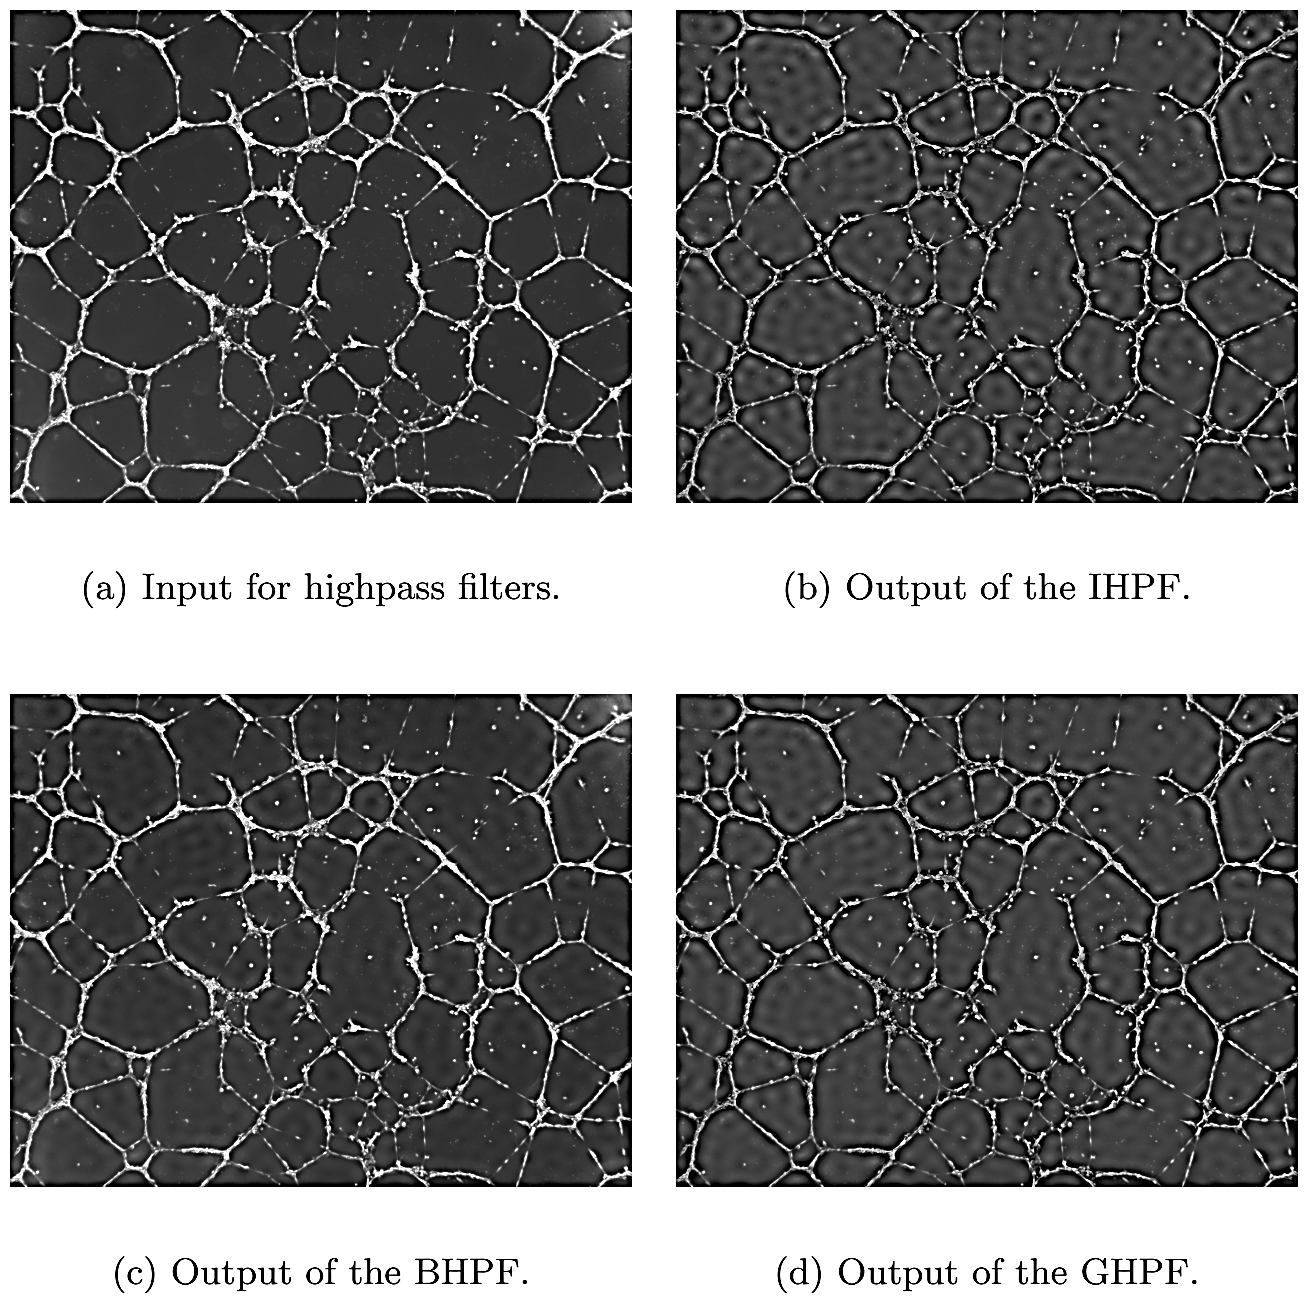 (a) Input for highpass filters.
(b) Output of the IHPF.
(c) Output of the BHPF.
(d) Output of the GHPF.